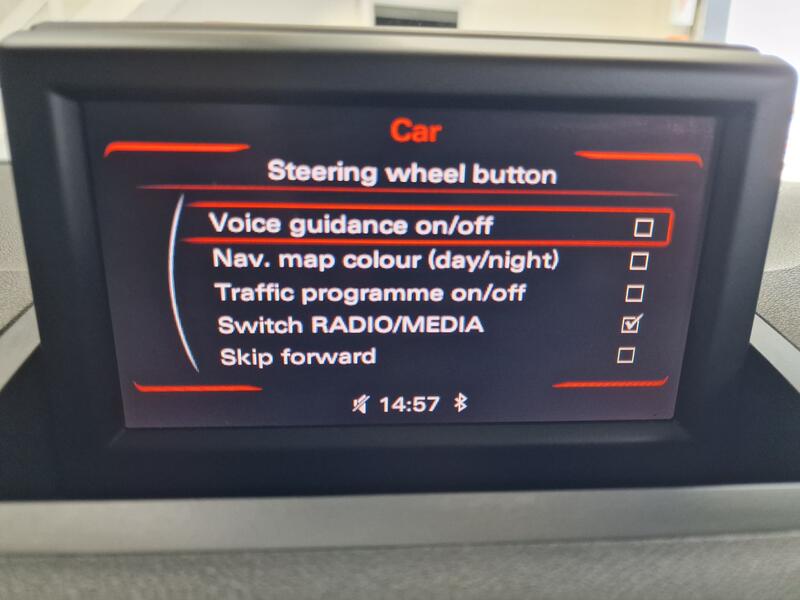 Car
Steering wheel button
Voice guidance on/off
Nav. map colour (day/night)
Traffic programme on/off
Switch RADIO/MEDIA
Skip forward
14:57